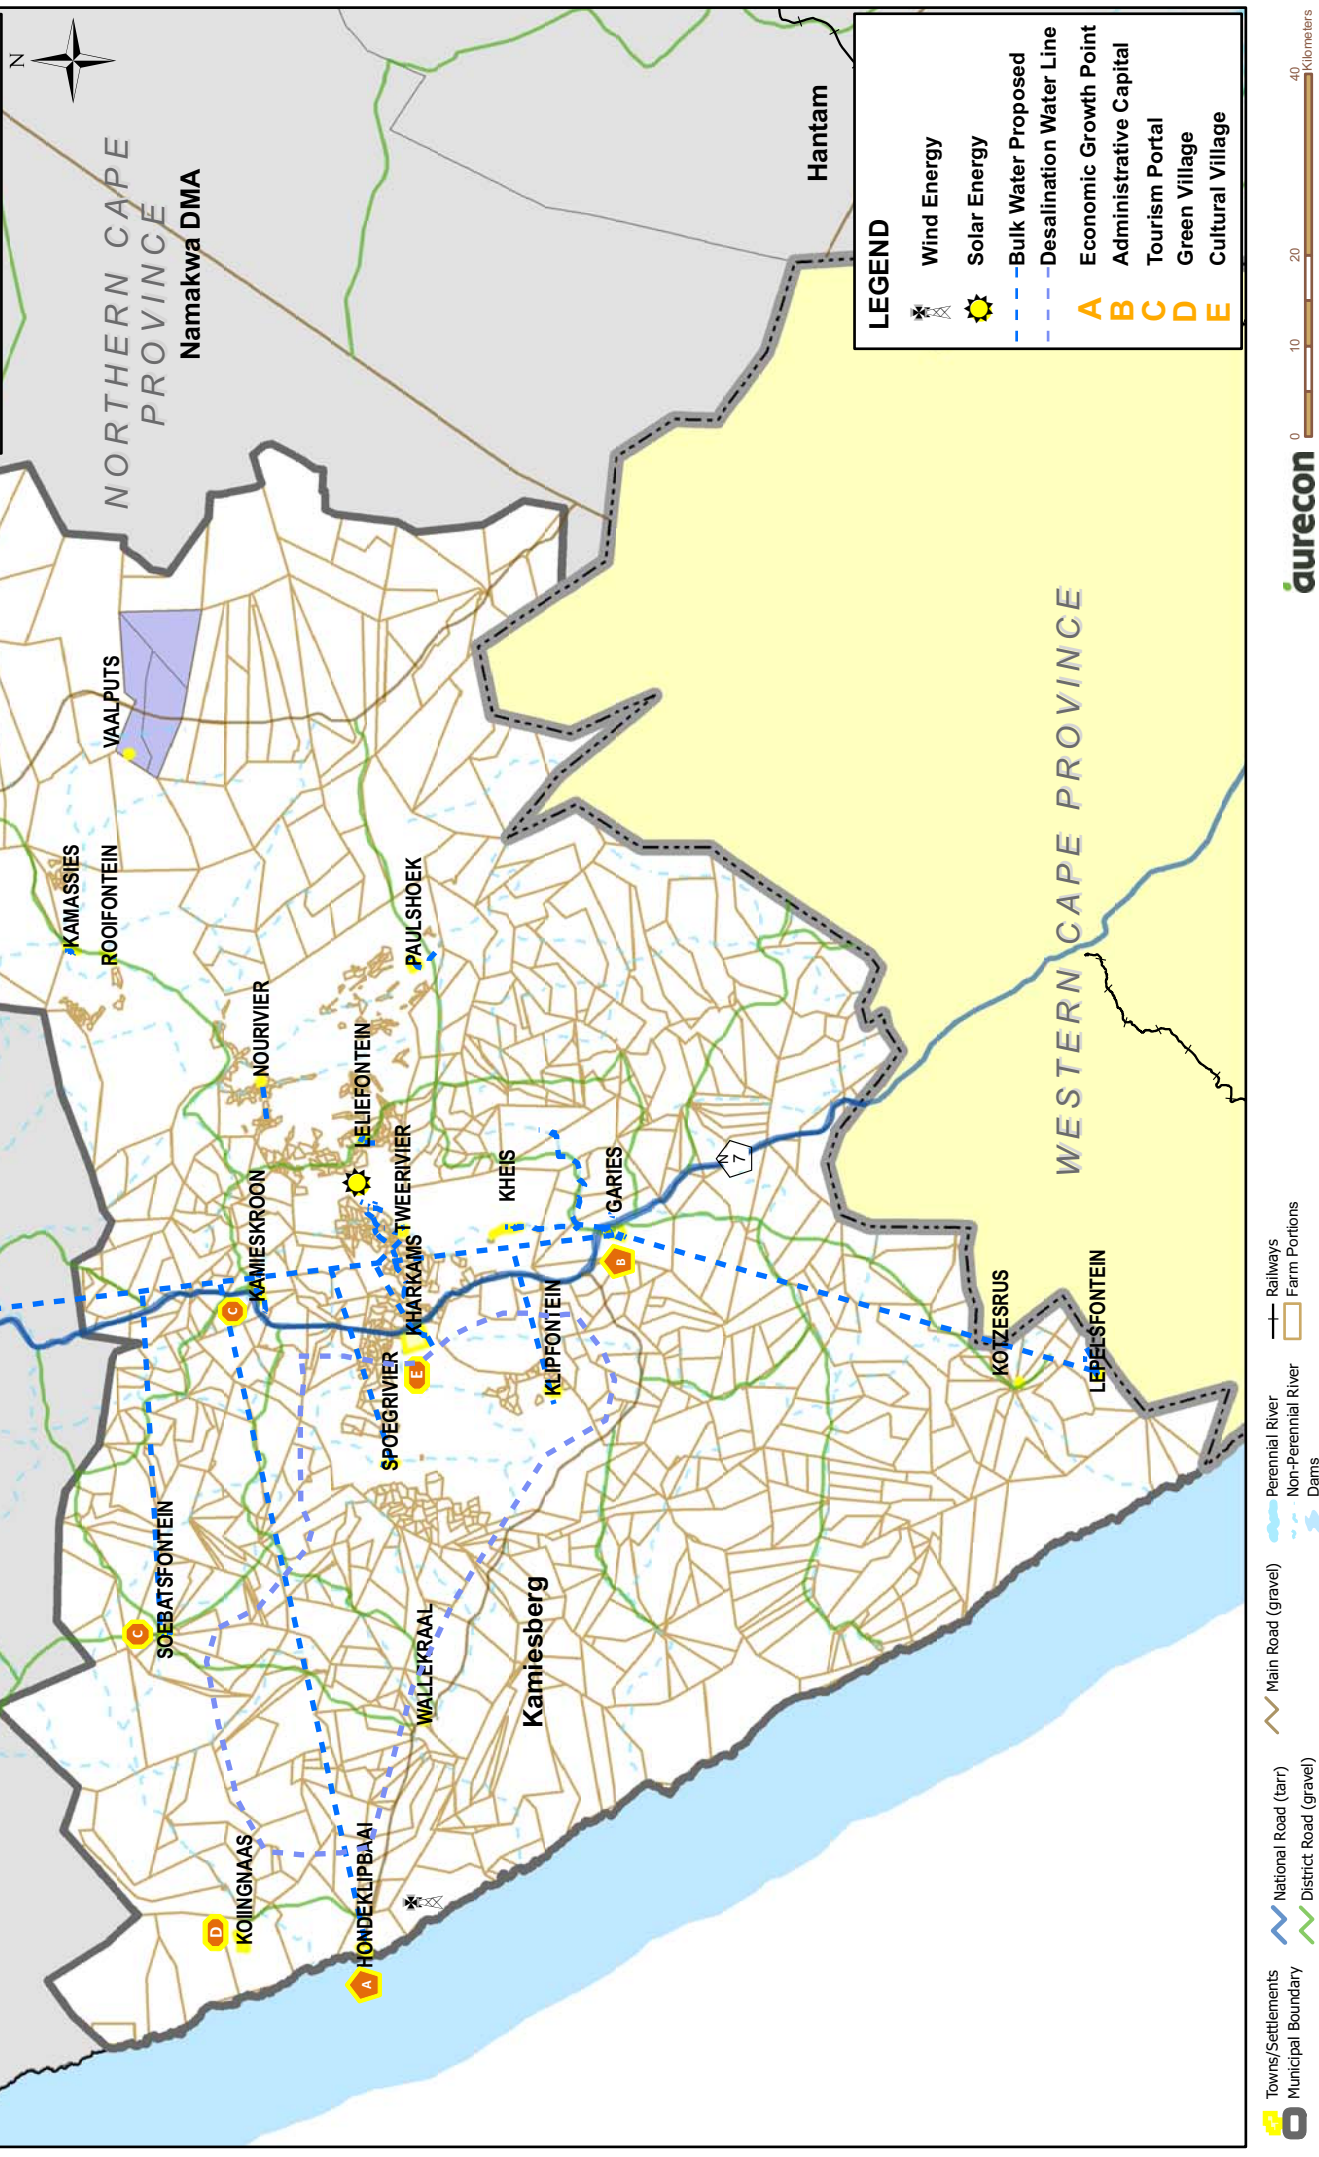 N
NORTHERN CAPE
PROVINCE
Namakwa DMA
Hantam
VAALPUTS
KAMASSIES
ROOIFONTEIN
NOURIVIER
PAULSHOEK
LELIEFONTEIN
TWEERIVIER
KAMIESKROON
C
KHARKAMS
E
KHEIS
GARIES
B
N
7
SPOEGRIVIER
KLIPFONTEIN
SOEBATSFONTEIN
C
WALLEKRAAL
Kamiesberg
KOIINGNAAS
D
HONDEKLIPBAAI
A
KOTZESRUS
LEPELSFONTEIN
WESTERN CAPE PROVINCE
LEGEND
Wind Energy
Solar Energy
Bulk Water Proposed
Desalination Water Line
A Economic Growth Point
B Administrative Capital
C Tourism Portal
D Green Village
E Cultural Village
Towns/Settlements
Municipal Boundary
National Road (tarr)
District Road (gravel)
Main Road (gravel)
Perennial River
Non-Perennial River
Dams
Railways
Farm Portions
aurecon
0 10 20 40
Kilometers